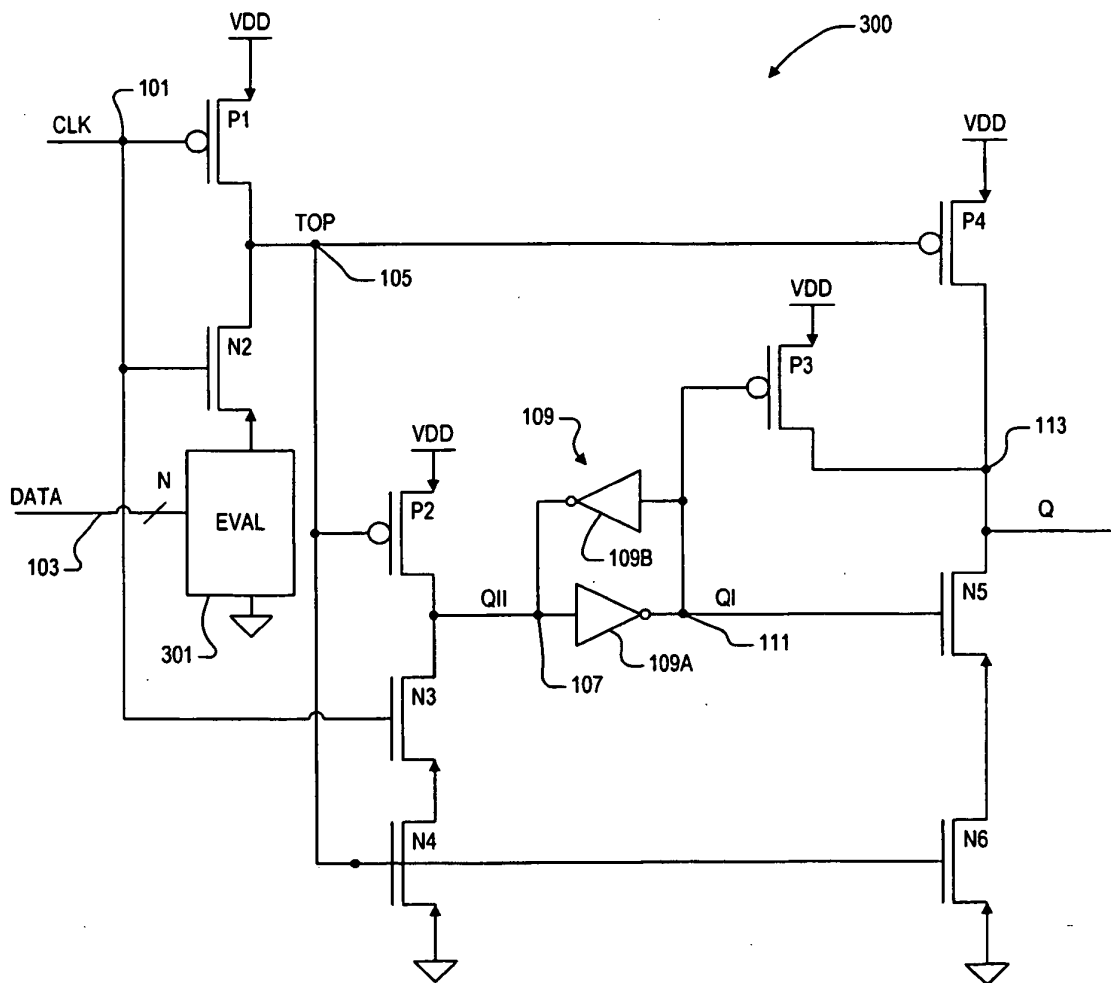 VDD
300
101
CLK
P1
VDD
P4
TOP
105
VDD
P3
N2
109
VDD
113
DATA
N
EVAL
P2
109B
Q
103
QII
QI
N5
301
107
109A
111
N3
N4
N6